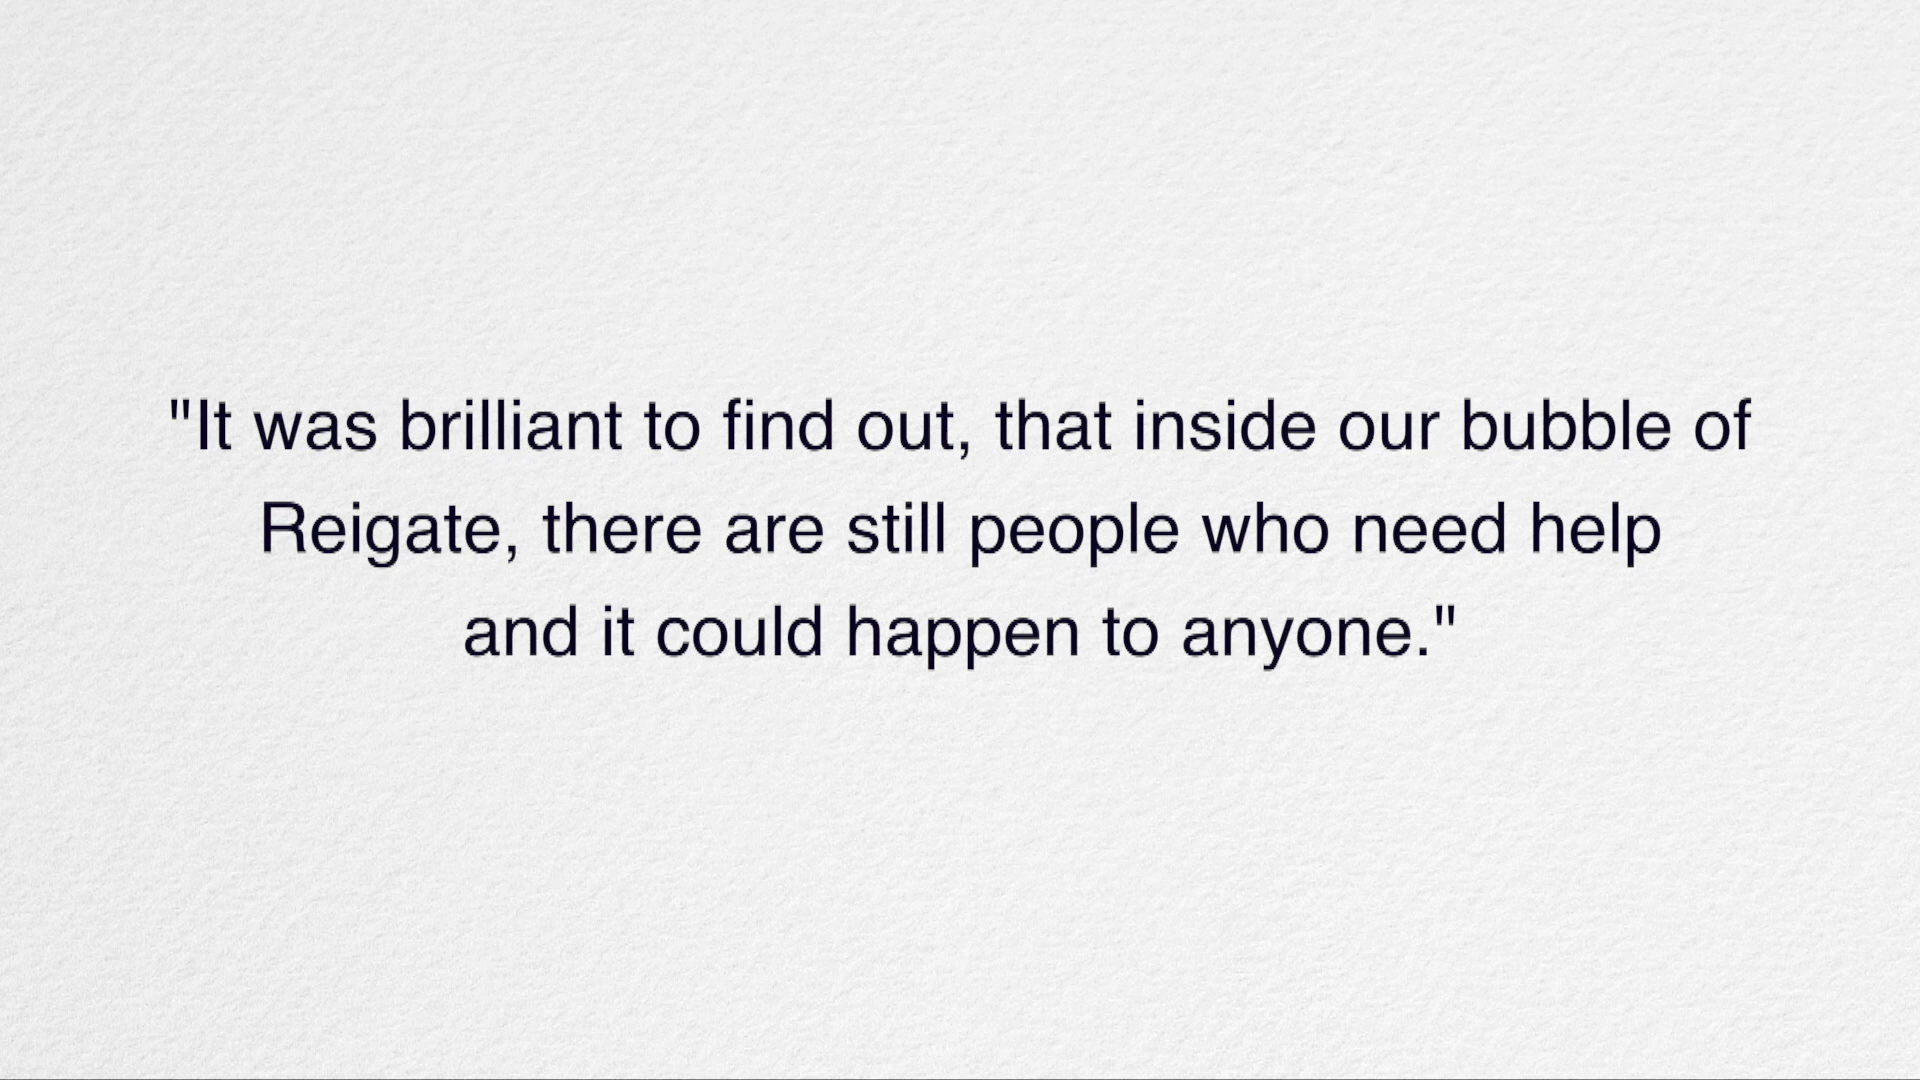 "It was brilliant to find out, that inside our bubble of
Reigate, there are still people who need help
and it could happen to anyone."